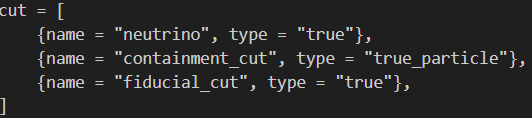 cut = [
    {name = "neutrino", type = "true"},
    {name = "containment_cut", type = "true_particle"},
    {name = "fiducial_cut", type = "true"},
]